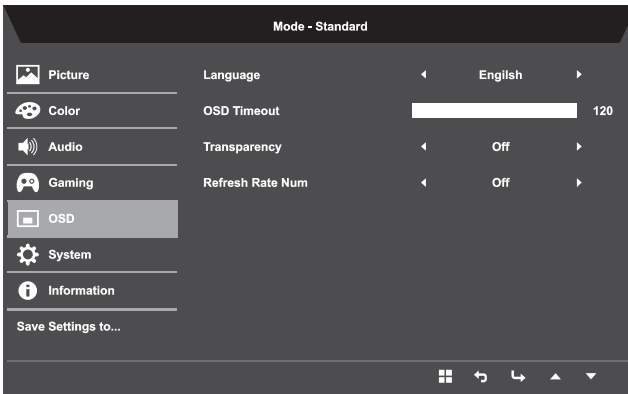 Mode - Standard
Picture
Language Engilsh
Color
OSD Timeout 120
Audio
Transparency Off
Gaming
Refresh Rate Num Off
OSD
System
Information
Save Settings to...